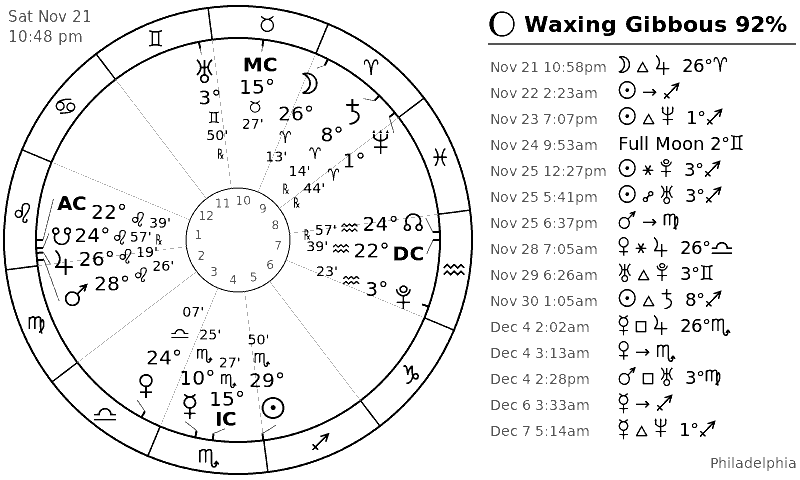 Sat Nov 21
10:48 pm
☽ Waxing Gibbous 92%
Nov 21 10:58pm ☽ △ ♃ 26°♈
Nov 22 2:23am ☉ → ♐
Nov 23 7:07pm ☉ △ ♆ 1°♐
Nov 24 9:53am Full Moon 2°♊
Nov 25 12:27pm ☉ ⚹ ⚴ 3°♐
Nov 25 5:41pm ☉ ☍ ♅ 3°♐
Nov 25 6:37pm ♂ → ♍
Nov 28 7:05am ♀ ⚹ ♃ 26°♎
Nov 29 6:26am ♅ △ ⚴ 3°♊
Nov 30 1:05am ☉ △ ♄ 8°♐
Dec 4 2:02am ☿ □ ♃ 26°♏
Dec 4 3:13am ♀ → ♏
Dec 4 2:28pm ♂ □ ♅ 3°♍
Dec 6 3:33am ☿ → ♐
Dec 7 5:14am ☿ △ ♆ 1°♐
Philadelphia
♊ ♉ ♈ ♓ ♒ ♑ ♐ ♏ ♎ ♍ ♌ ♋
♅ 3° ♊ 50' ℞
MC 15° ♉ 27'
☽ 26° ♈ 13'
♄ 8° ♈ 14' ℞
♆ 1° ♈ 44' ℞
AC 22° ♌ 39'
☋ 24° ♌ 57' ℞
♃ 26° ♌ 19'
♂ 28° ♌ 26'
℞ 57' ♒ 24° ☊
39' ♒ 22° DC
23' ♒ 3° ♇
♀ 24° ♎ 07'
☿ 10° ♏ 25'
IC 15° ♏ 27'
☉ 29° ♏ 50'
1 2 3 4 5 6 7 8 9 10 11 12